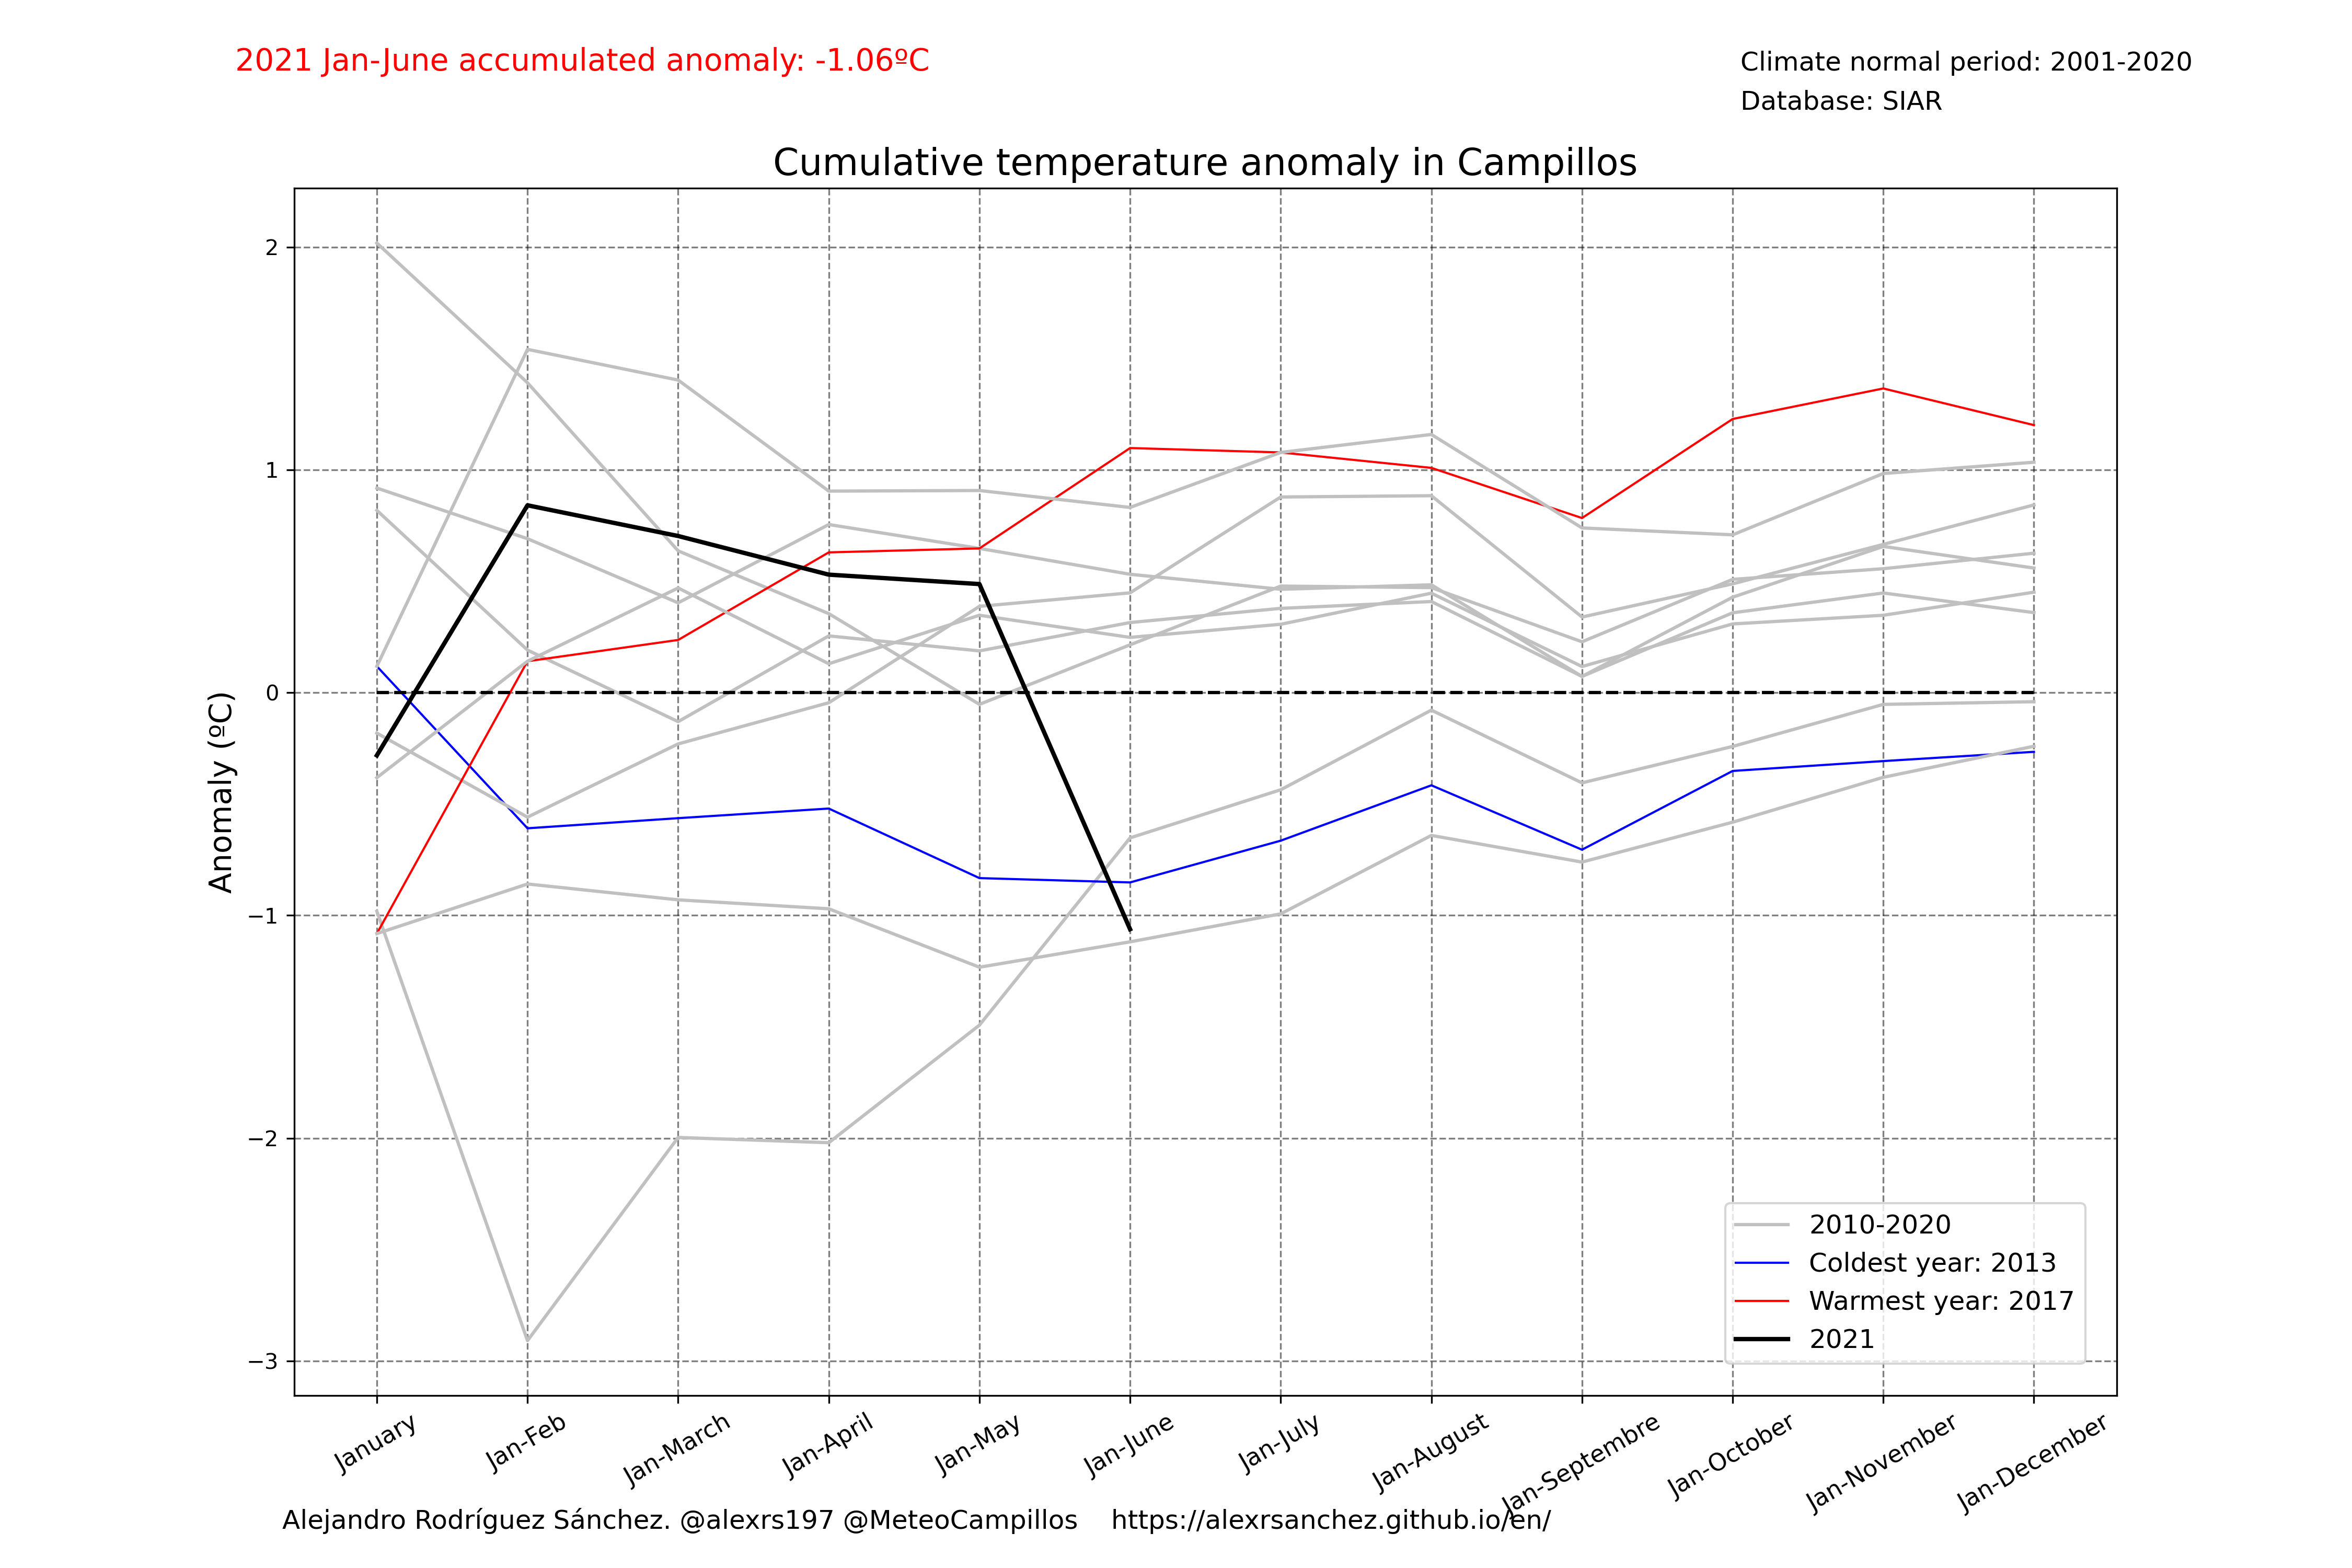 2021 Jan-June accumulated anomaly: -1.06ºC
Climate normal period: 2001-2020
Database: SIAR
Cumulative temperature anomaly in Campillos
Anomaly (ºC)
2
1
0
−1
−2
−3
2010-2020
Coldest year: 2013
Warmest year: 2017
2021
January
Jan-Feb
Jan-March
Jan-April
Jan-May
Jan-June
Jan-July
Jan-August
Jan-Septembre
Jan-October
Jan-November
Jan-December
Alejandro Rodríguez Sánchez. @alexrs197 @MeteoCampillos https://alexrsanchez.github.io/en/